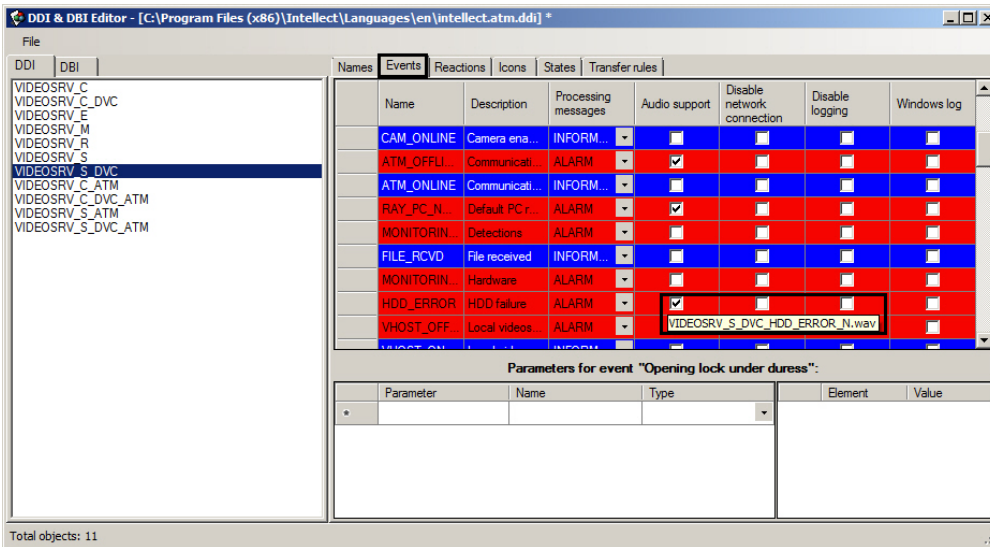 DDI & DBI Editor - [C:\Program Files (x86)\Intellect\Languages\en\intellect.atm.ddi] *
File
DDI DBI
VIDEOSRV_C
VIDEOSRV_C_DVC
VIDEOSRV_E
VIDEOSRV_M
VIDEOSRV_R
VIDEOSRV_S
VIDEOSRV_S_DVC
VIDEOSRV_C_ATM
VIDEOSRV_C_DVC_ATM
VIDEOSRV_S_ATM
VIDEOSRV_S_DVC_ATM
Names Events Reactions Icons States Transfer rules
Name Description Processing messages Audio support Disable network connection Disable logging Windows log
CAM_ONLINE Camera ena... INFORM...
ATM_OFFLI... Communicati... ALARM
ATM_ONLINE Communicati... INFORM...
RAY_PC_N... Default PC r... ALARM
MONITORIN... Detections ALARM
FILE_RCVD File received INFORM...
MONITORIN... Hardware ALARM
HDD_ERROR HDD failure ALARM
VHOST_OFF... Local videos... ALARM
VIDEOSRV_S_DVC_HDD_ERROR_N.wav
Parameters for event "Opening lock under duress":
Parameter Name Type Element Value
*
Total objects: 11